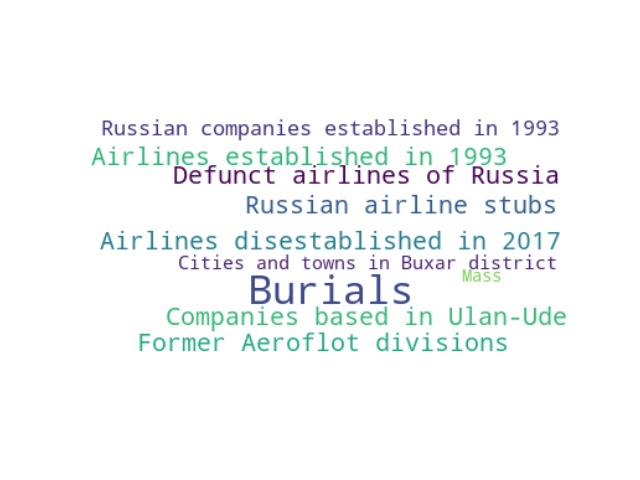 Russian companies established in 1993
Airlines established in 1993
Defunct airlines of Russia
Russian airline stubs
Airlines disestablished in 2017
Cities and towns in Buxar district
Mass
Burials
Companies based in Ulan-Ude
Former Aeroflot divisions